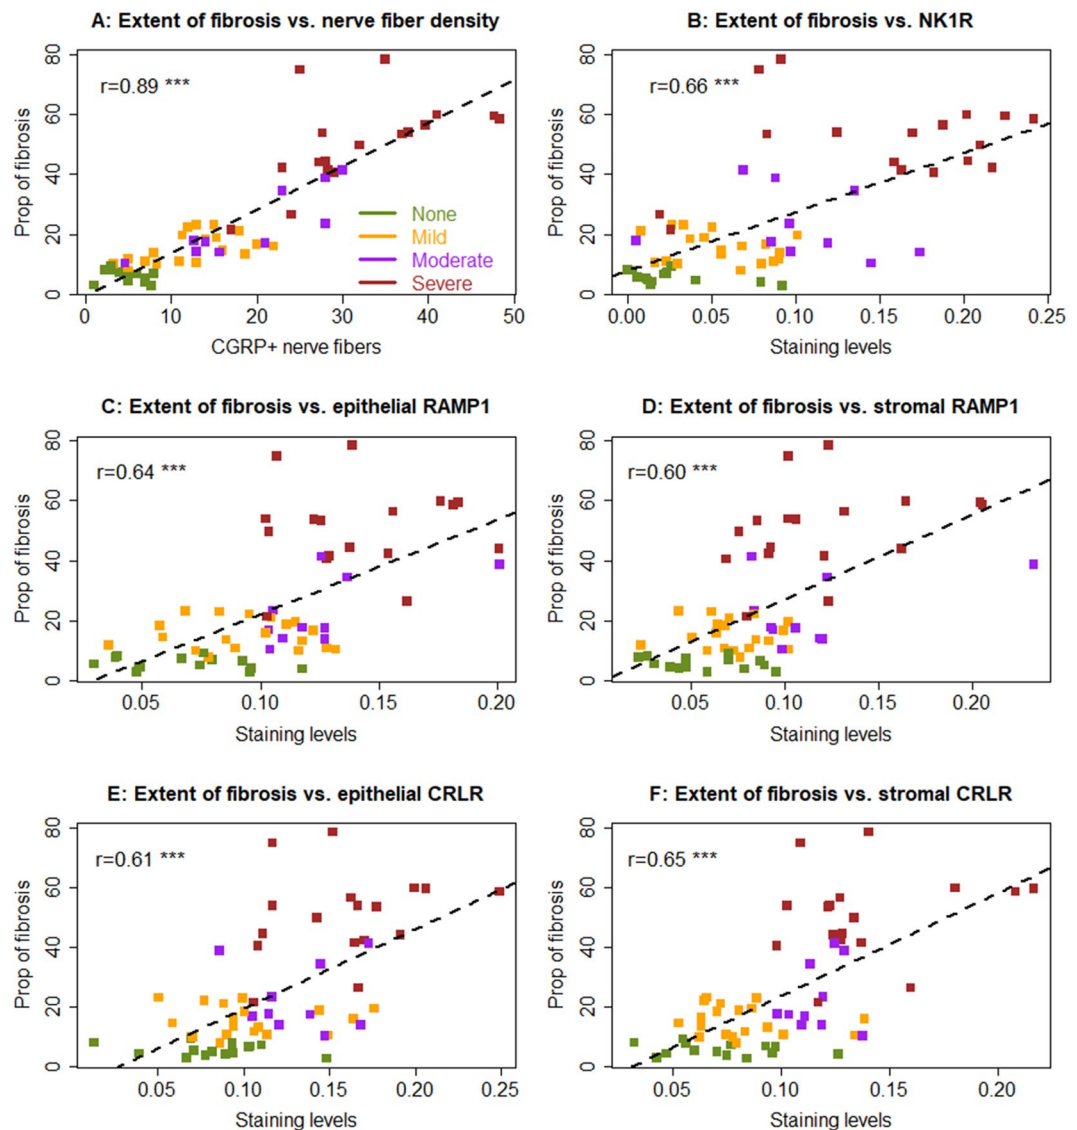 A: Extent of fibrosis vs. nerve fiber density
Prop of fibrosis
80
60
40
20
0
r=0.89 ***
None
Mild
Moderate
Severe
0 10 20 30 40 50
CGRP+ nerve fibers
B: Extent of fibrosis vs. NK1R
Prop of fibrosis
80
60
40
20
0
r=0.66 ***
0.00 0.05 0.10 0.15 0.20 0.25
Staining levels
C: Extent of fibrosis vs. epithelial RAMP1
Prop of fibrosis
80
60
40
20
0
r=0.64 ***
0.05 0.10 0.15 0.20
Staining levels
D: Extent of fibrosis vs. stromal RAMP1
Prop of fibrosis
80
60
40
20
0
r=0.60 ***
0.05 0.10 0.15 0.20
Staining levels
E: Extent of fibrosis vs. epithelial CRLR
Prop of fibrosis
80
60
40
20
0
r=0.61 ***
0.05 0.10 0.15 0.20 0.25
Staining levels
F: Extent of fibrosis vs. stromal CRLR
Prop of fibrosis
80
60
40
20
0
r=0.65 ***
0.05 0.10 0.15 0.20
Staining levels